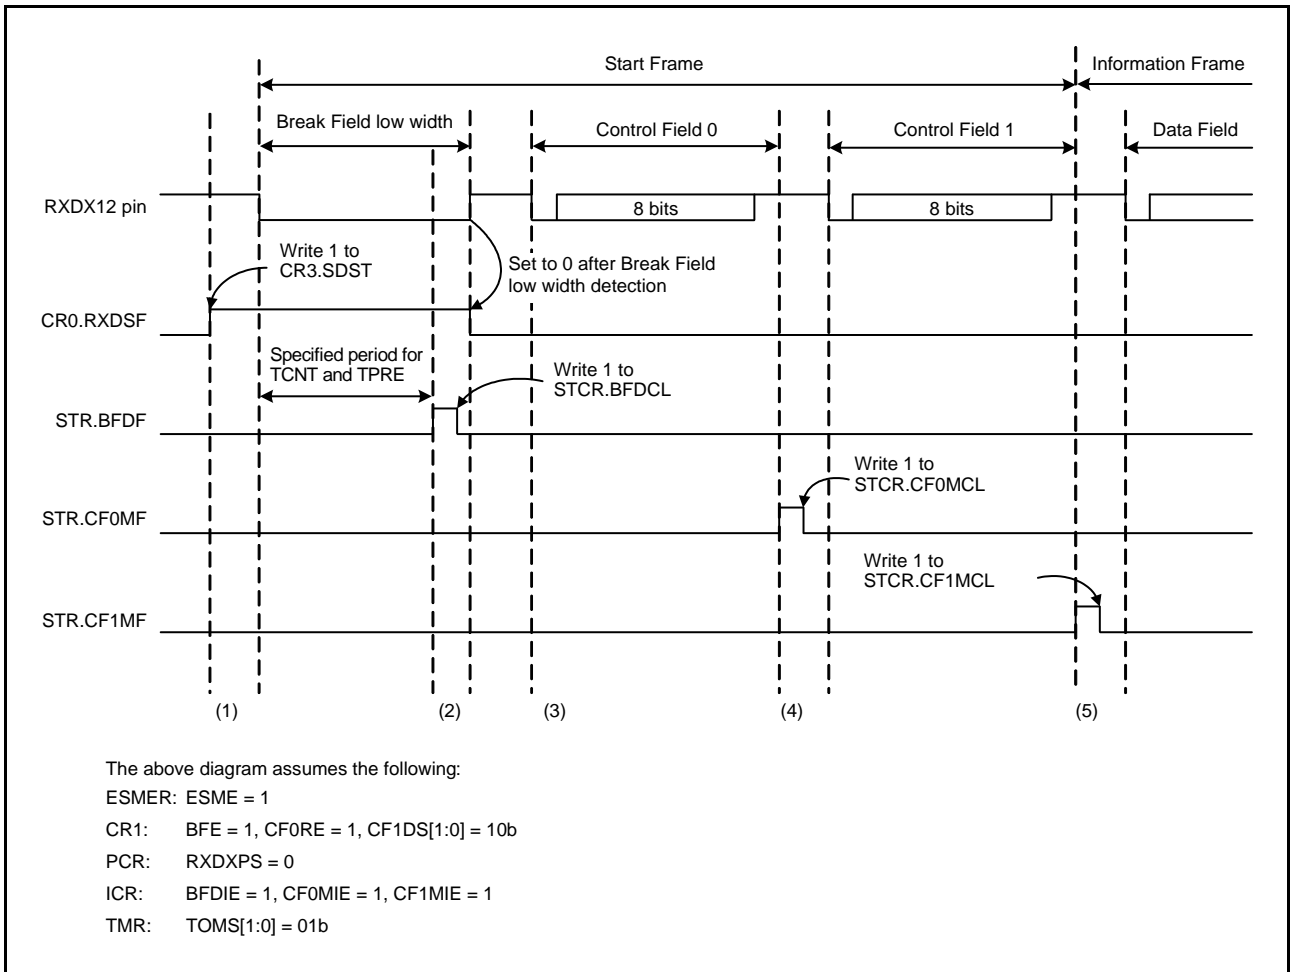 Start Frame
Information Frame
Break Field low width
Control Field 0
Control Field 1
Data Field
RXDX12 pin
8 bits
8 bits
Write 1 to
CR3.SDST
Set to 0 after Break Field
low width detection
CR0.RXDSF
Specified period for
TCNT and TPRE
Write 1 to
STCR.BFDCL
STR.BFDF
Write 1 to
STCR.CF0MCL
STR.CF0MF
Write 1 to
STCR.CF1MCL
STR.CF1MF
(1)
(2)
(3)
(4)
(5)
The above diagram assumes the following:
ESMER: ESME = 1
CR1: BFE = 1, CF0RE = 1, CF1DS[1:0] = 10b
PCR: RXDXPS = 0
ICR: BFDIE = 1, CF0MIE = 1, CF1MIE = 1
TMR: TOMS[1:0] = 01b